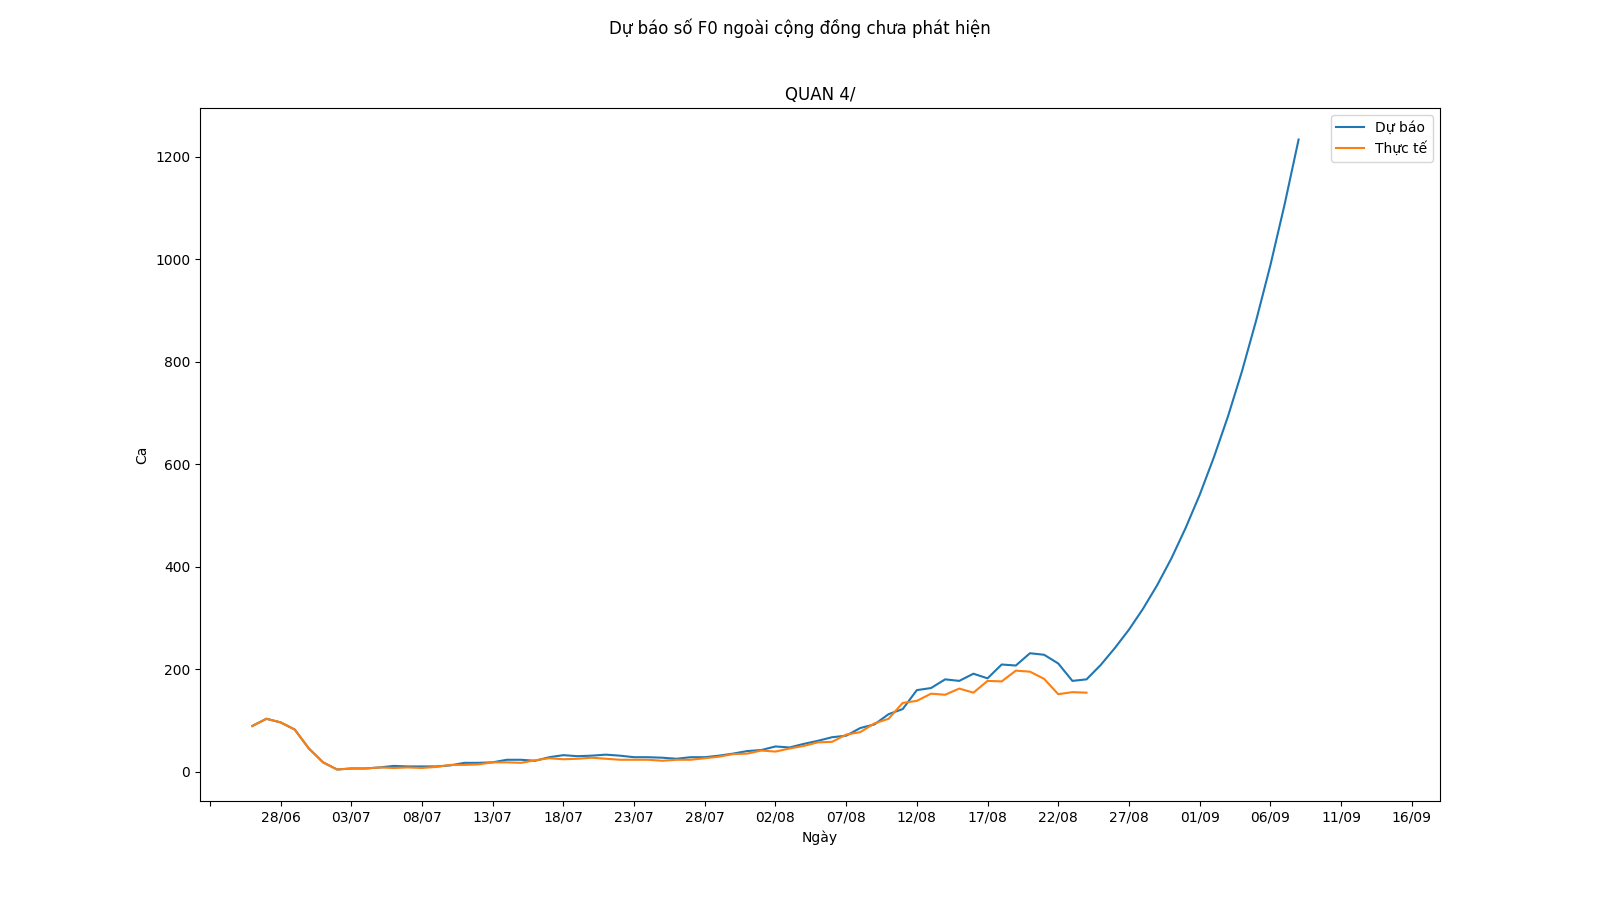 Dự báo số F0 ngoài cộng đồng chưa phát hiện
QUAN 4/
Dự báo
Thực tế
1200
1000
800
600
400
200
0
Ca
28/06 03/07 08/07 13/07 18/07 23/07 28/07 02/08 07/08 12/08 17/08 22/08 27/08 01/09 06/09 11/09 16/09
Ngày